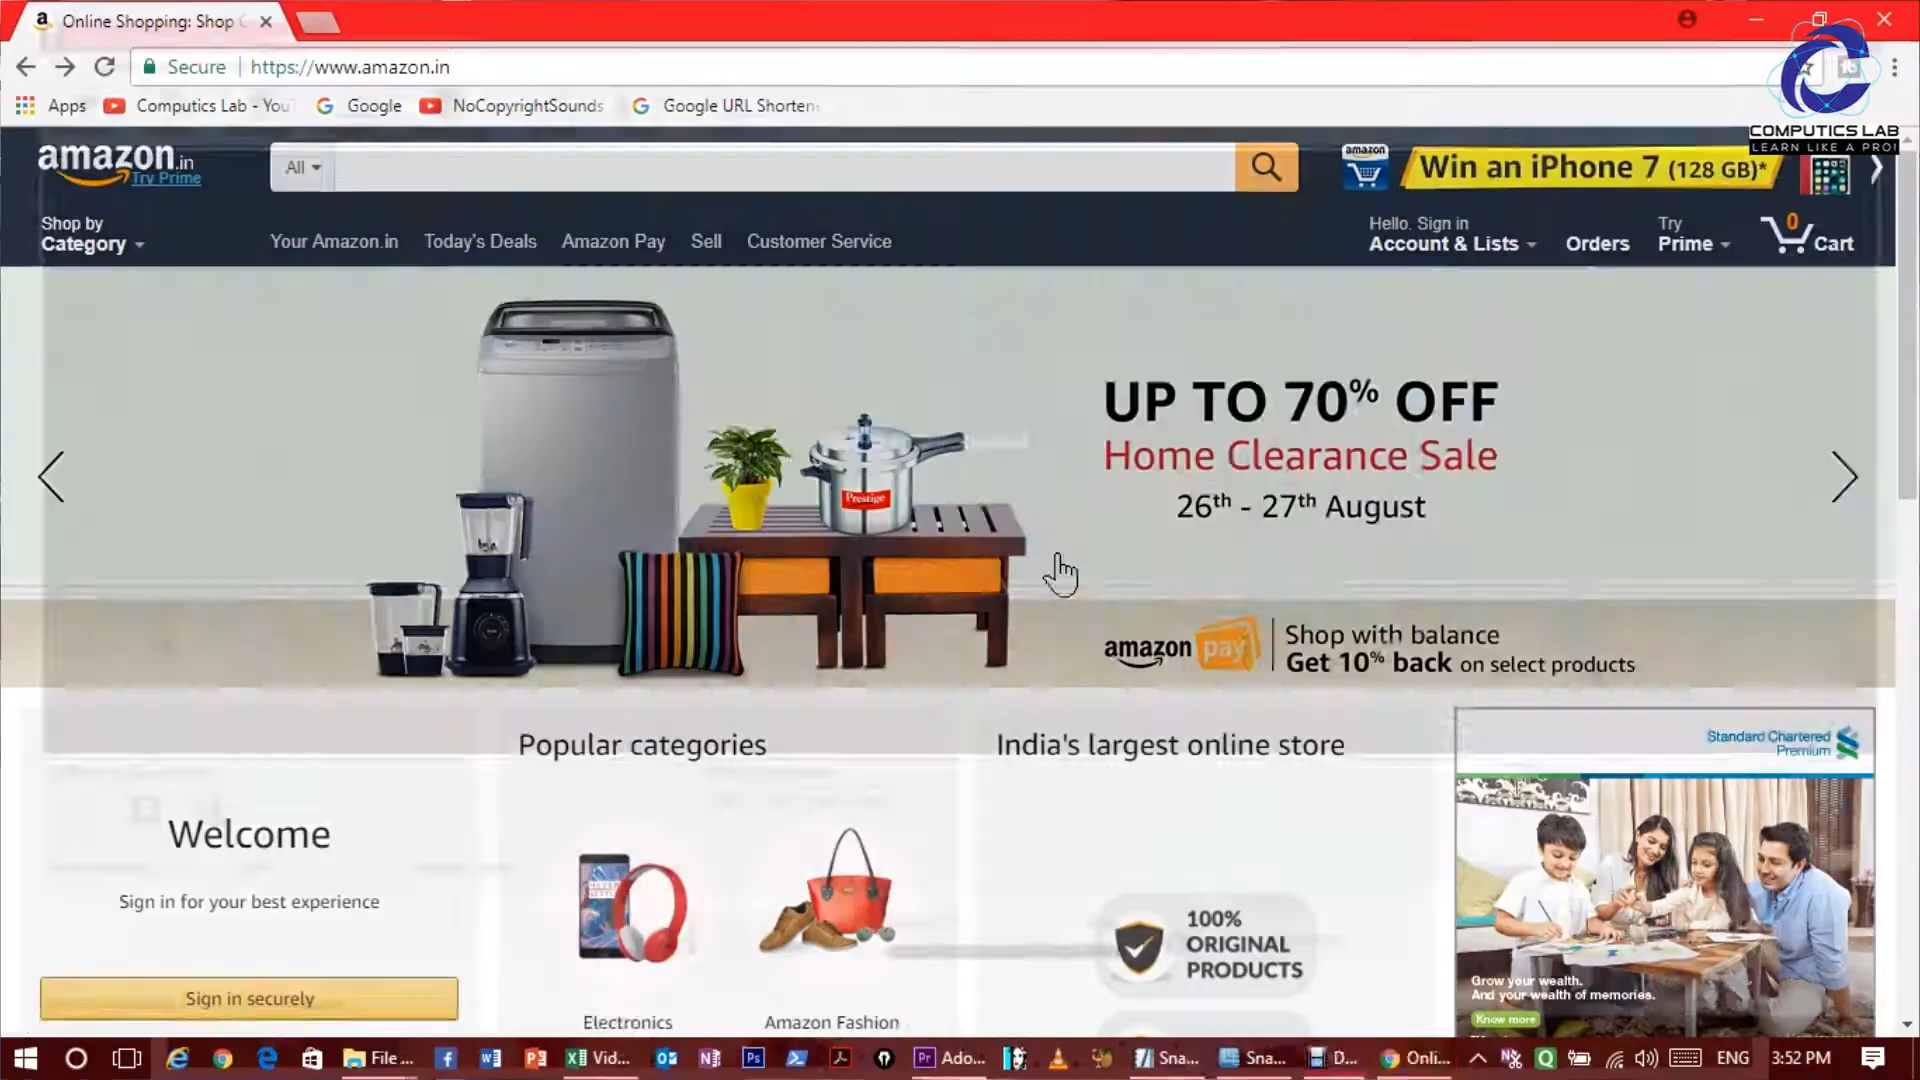 Online Shopping: Shop
Secure | https://www.amazon.in
Apps Computics Lab - You Google NoCopyrightSounds Google URL Shorten
COMPUTICS LAB
LEARN LIKE A PRO!
amazon.in
Try Prime
All
amazon
Win an iPhone 7 (128 GB)*
Shop by
Category
Your Amazon.in Today's Deals Amazon Pay Sell Customer Service
Hello. Sign in
Account & Lists
Orders
Try
Prime
0
Cart
UP TO 70% OFF
Home Clearance Sale
26th - 27th August
Prestige
amazon pay
Shop with balance
Get 10% back on select products
Welcome
Sign in for your best experience
Sign in securely
Popular categories
Electronics
Amazon Fashion
India's largest online store
100%
ORIGINAL
PRODUCTS
Standard Chartered
Premium
Grow your wealth.
And your wealth of memories.
Know more
File ... Vid... Ado... Sna... Sna... D... Onli... ENG 3:52 PM